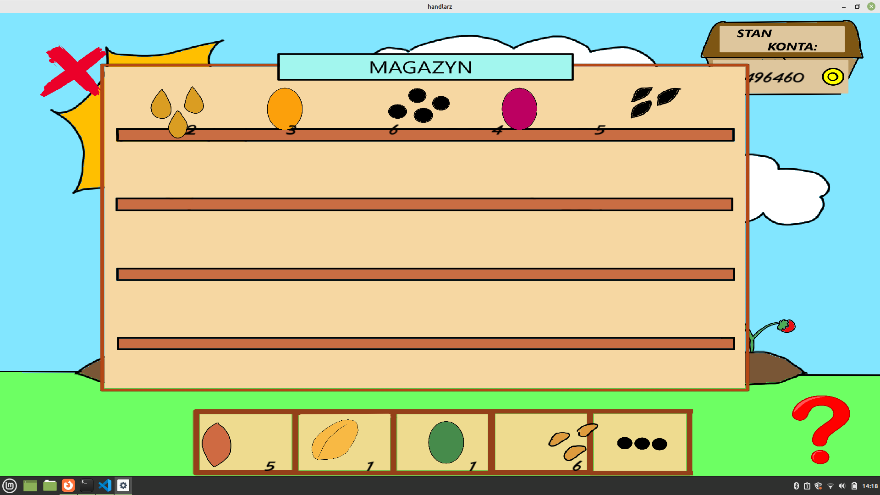 handlarz
STAN
KONTA:
496460
MAGAZYN
2 3 6 4 5
5 1 1 6
14:18